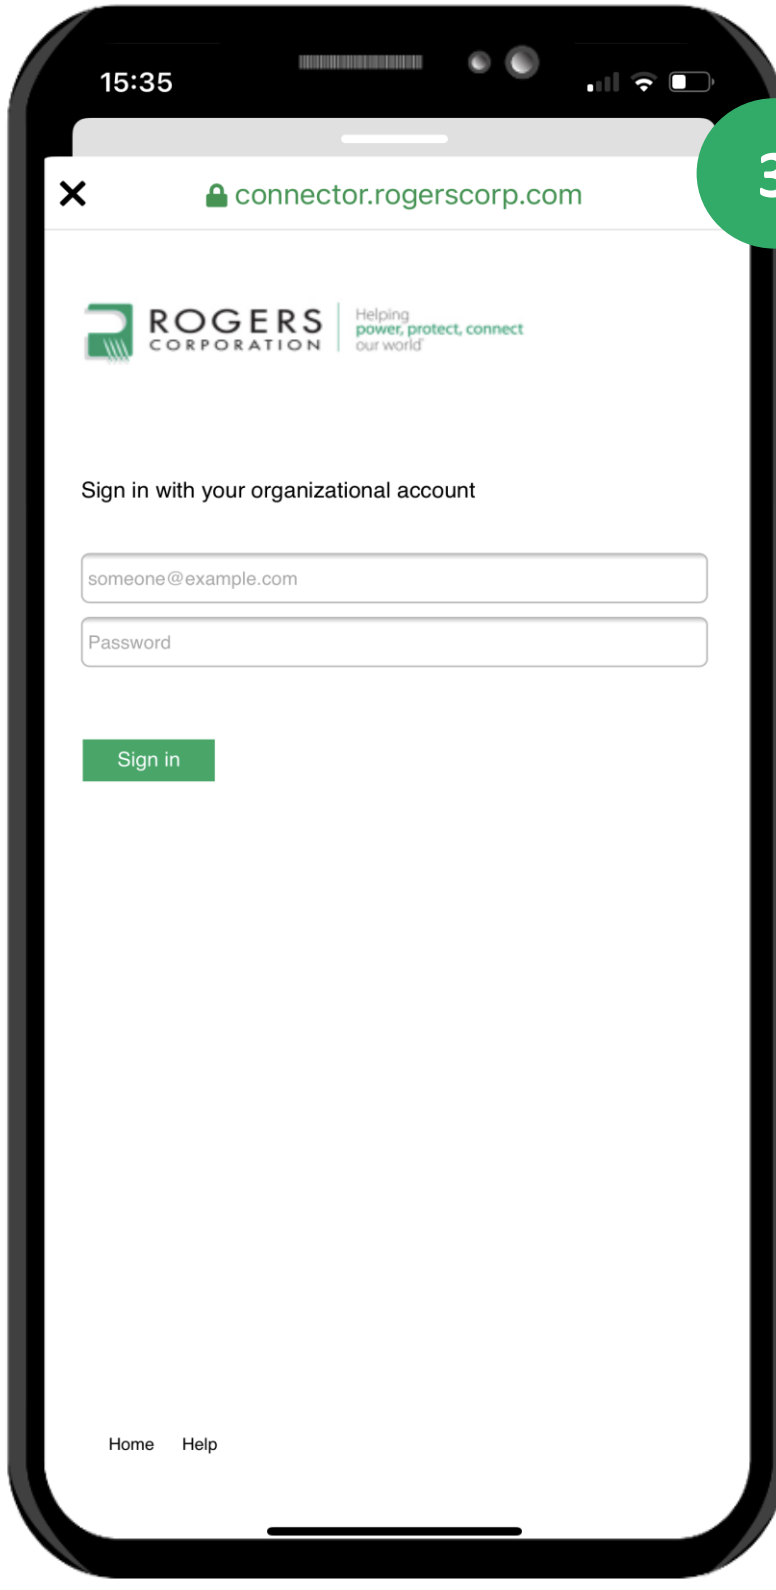 15:35
3
connector.rogerscorp.com
ROGERS
CORPORATION
Helping
power, protect, connect
our world
Sign in with your organizational account
someone@example.com
Password
Sign in
Home Help